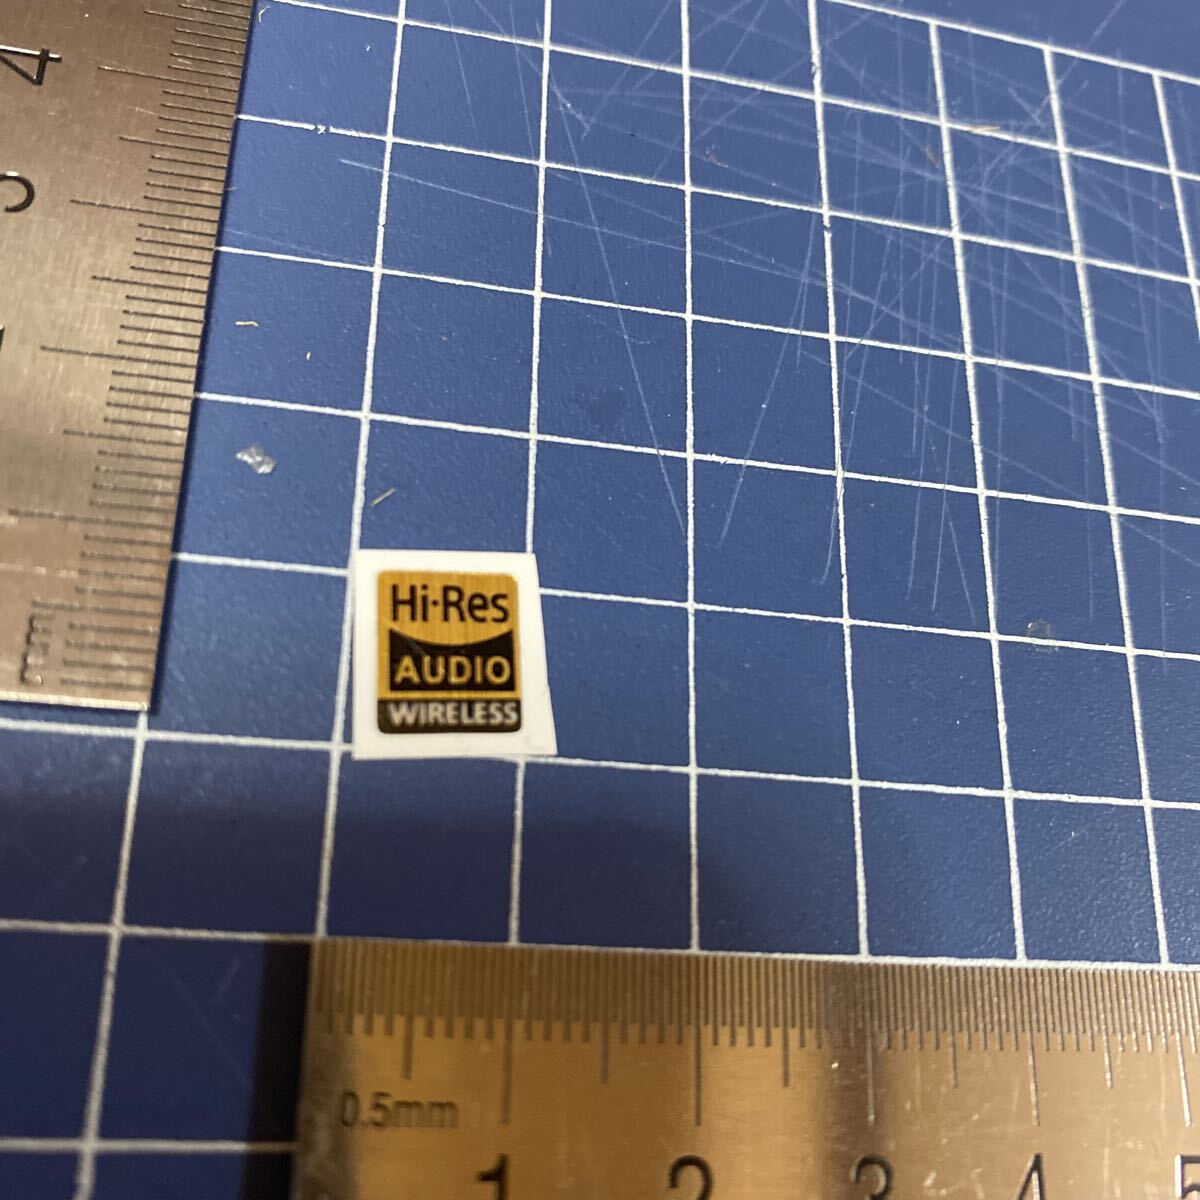 4
3
Hi·Res
AUDIO
WIRELESS
mm
0.5mm
1 2 3 4 5